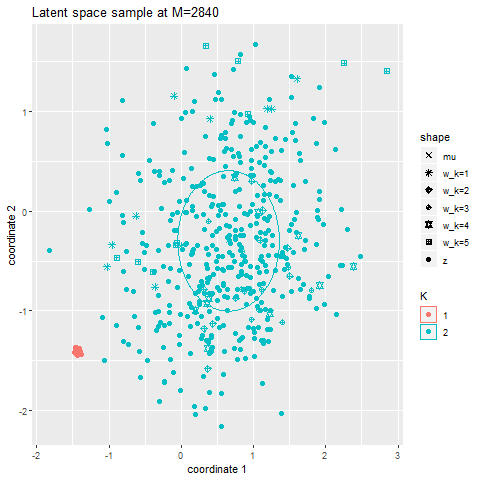 Latent space sample at M=2840
coordinate 2
1
0
-1
-2
-2
-1
0
1
2
3
coordinate 1
shape
mu
w_k=1
w_k=2
w_k=3
w_k=4
w_k=5
z
K
1
2